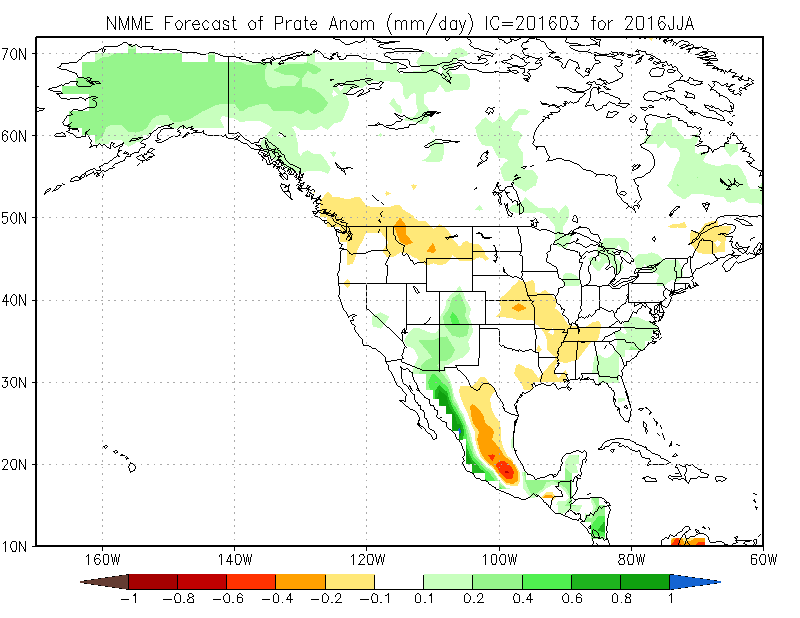 NMME Forecast of Prate Anom (mm/day) IC=201603 for 2016JJA
70N
60N
50N
40N
30N
20N
10N
160W 140W 120W 100W 80W 60W
-1 -0.8 -0.6 -0.4 -0.2 -0.1 0.1 0.2 0.4 0.6 0.8 1